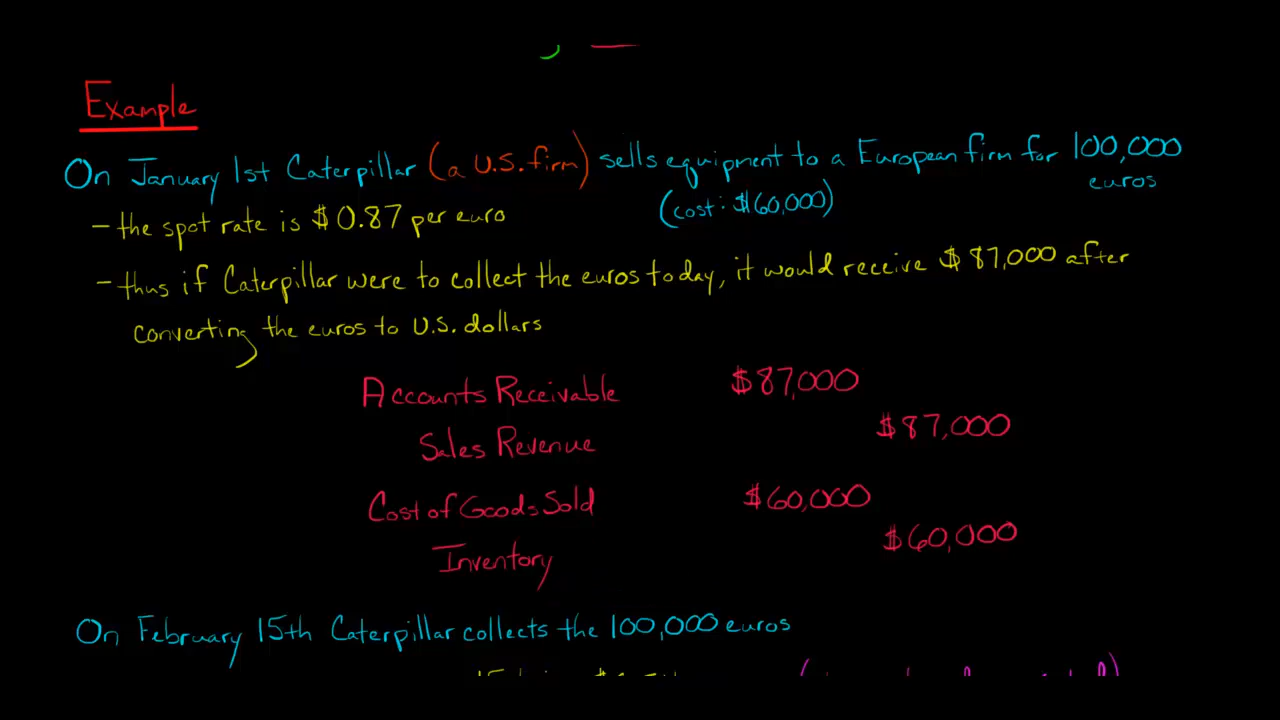 Example
On January 1st Caterpillar (a U.S. firm) sells equipment to a European firm for 100,000
euros
(cost: $60,000)
- the spot rate is $0.87 per euro
- thus if Caterpillar were to collect the euros today, it would receive $87,000 after
converting the euros to U.S. dollars
Accounts Receivable $87,000
Sales Revenue $87,000
Cost of Goods Sold $60,000
Inventory $60,000
On February 15th Caterpillar collects the 100,000 euros